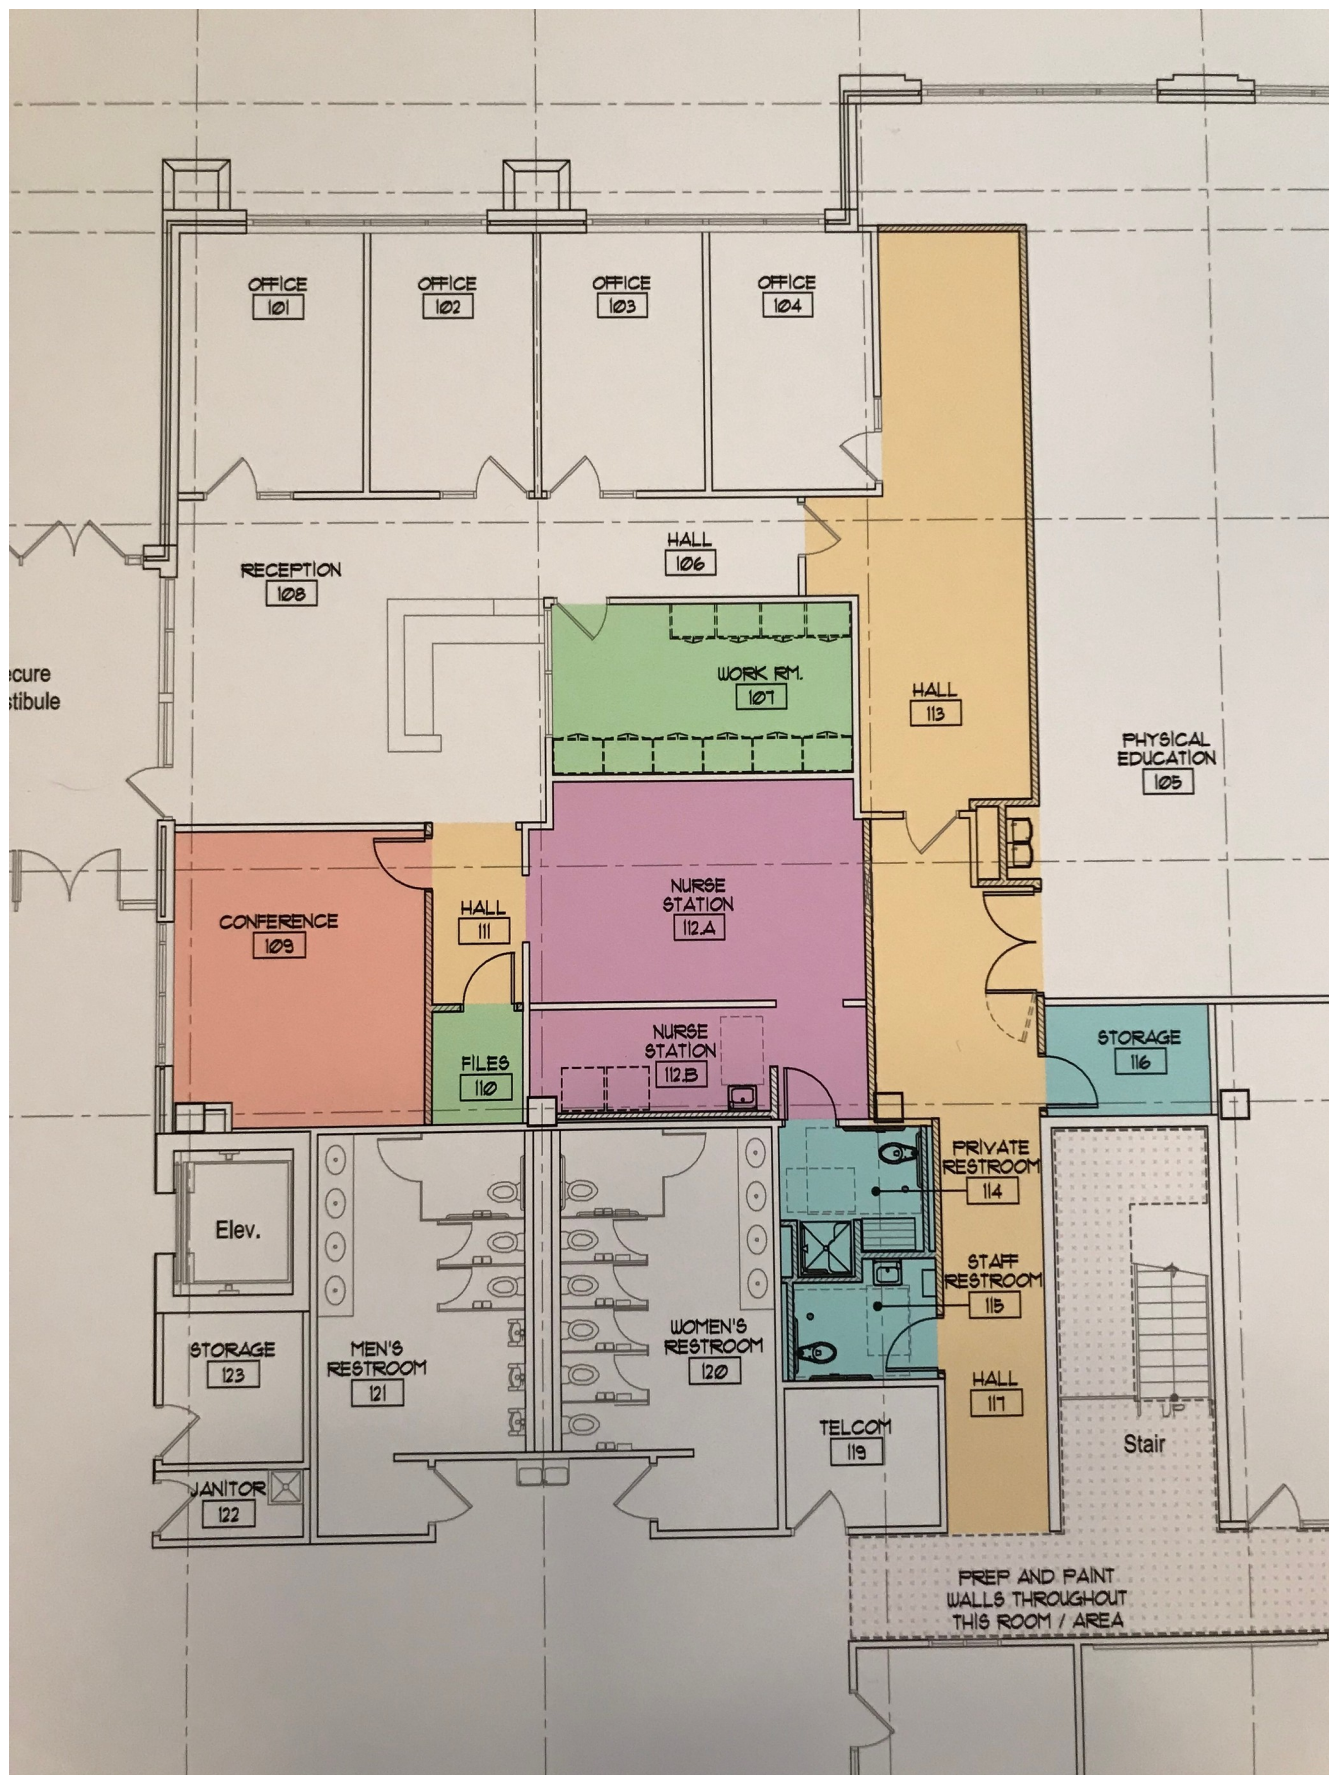 OFFICE
101
OFFICE
102
OFFICE
103
OFFICE
104
HALL
106
RECEPTION
108
ecure
stibule
WORK RM.
107
HALL
113
PHYSICAL
EDUCATION
105
CONFERENCE
109
HALL
111
NURSE
STATION
112.A
FILES
110
NURSE
STATION
112.B
STORAGE
116
PRIVATE
RESTROOM
114
Elev.
STAFF
RESTROOM
115
STORAGE
123
MEN'S
RESTROOM
121
WOMEN'S
RESTROOM
120
HALL
117
UP
Stair
TELCOM
119
JANITOR
122
PREP AND PAINT
WALLS THROUGHOUT
THIS ROOM / AREA